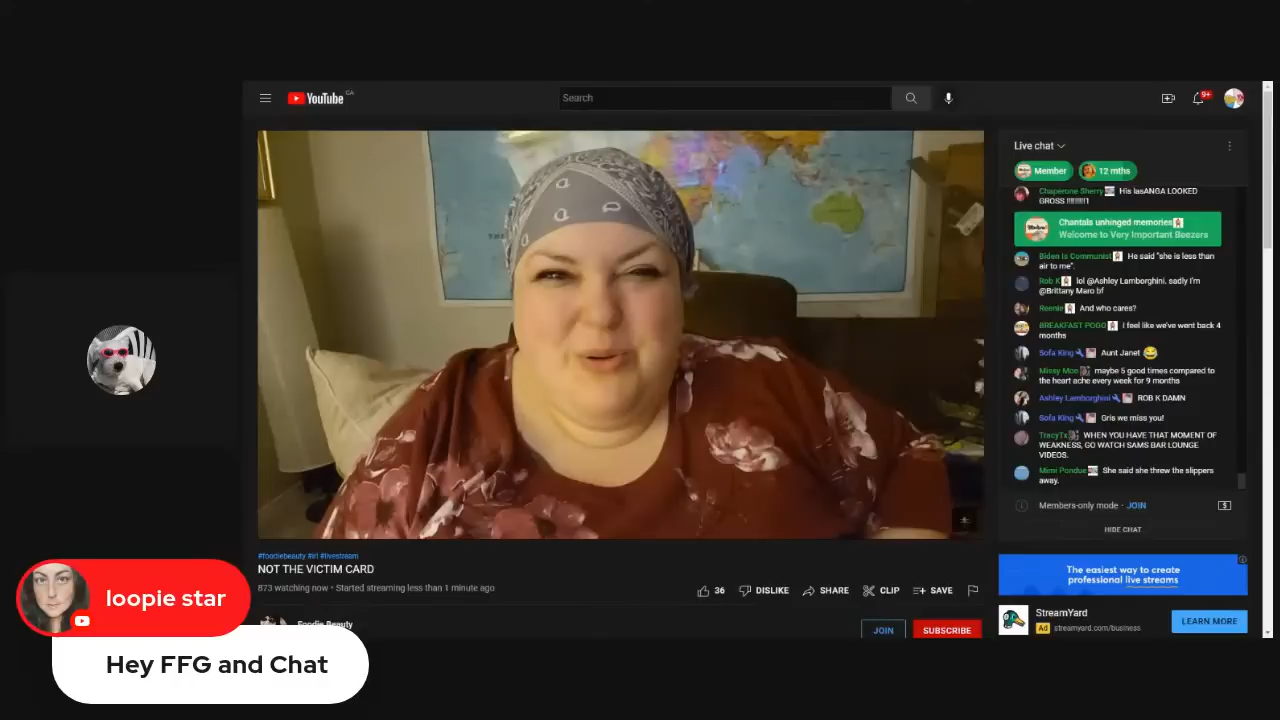 YouTube CA
Search
9+
Live chat
Member
12 mths
Chaperone Sherry His lasANGA LOOKED
GROSS !!!!!!!!!!1
Chantals unhinged memories
Welcome to Very Important Beezers
Biden Is Communist He said "she is less than
air to me".
Rob K lol @Ashley Lamborghini. sadly I'm
@Brittany Maro bf
Reenie And who cares?
BREAKFAST POGO I feel like we've went back 4
months
Sofa King Aunt Janet
Missy Moe maybe 5 good times compared to
the heart ache every week for 9 months
Ashley Lamborghini ROB K DAMN
Sofa King Gris we miss you!
TracyTx WHEN YOU HAVE THAT MOMENT OF
WEAKNESS, GO WATCH SAMS BAR LOUNGE
VIDEOS.
Mimi Pondue She said she threw the slippers
away.
Members-only mode - JOIN
HIDE CHAT
#foodiebeauty #irl #livestream
NOT THE VICTIM CARD
873 watching now • Started streaming less than 1 minute ago
36
DISLIKE
SHARE
CLIP
SAVE
Foodie Beauty
JOIN
SUBSCRIBE
The easiest way to create
professional live streams
StreamYard
Ad streamyard.com/business
LEARN MORE
loopie star
Hey FFG and Chat